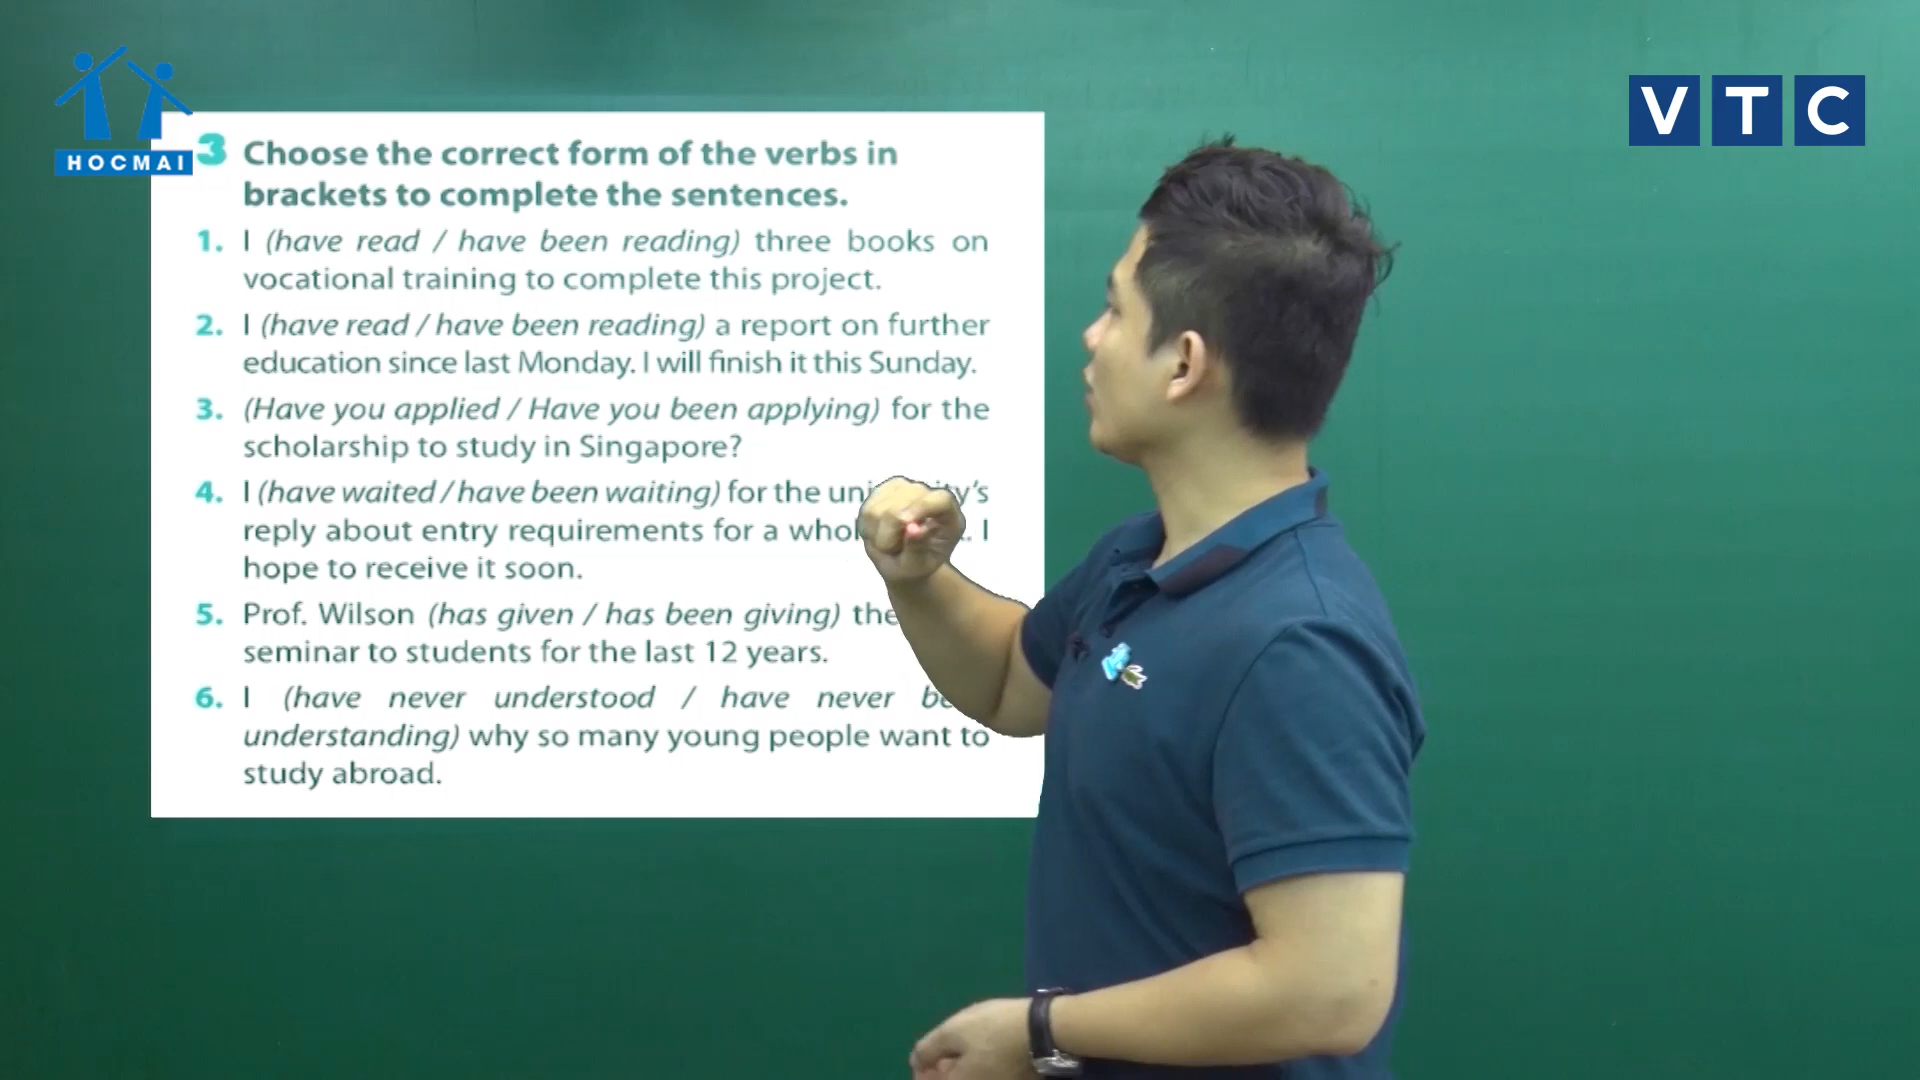 HOCMAI
VTC
3 Choose the correct form of the verbs in
brackets to complete the sentences.
1. I (have read / have been reading) three books on
vocational training to complete this project.
2. I (have read / have been reading) a report on further
education since last Monday. I will finish it this Sunday.
3. (Have you applied / Have you been applying) for the
scholarship to study in Singapore?
4. I (have waited / have been waiting) for the
reply about entry requirements for a I
hope to receive it soon.
5. Prof. Wilson (has given / has been giving)
seminar to students for the last 12 years.
6. I (have never understood / have never
understanding) why so many young people want to
study abroad.